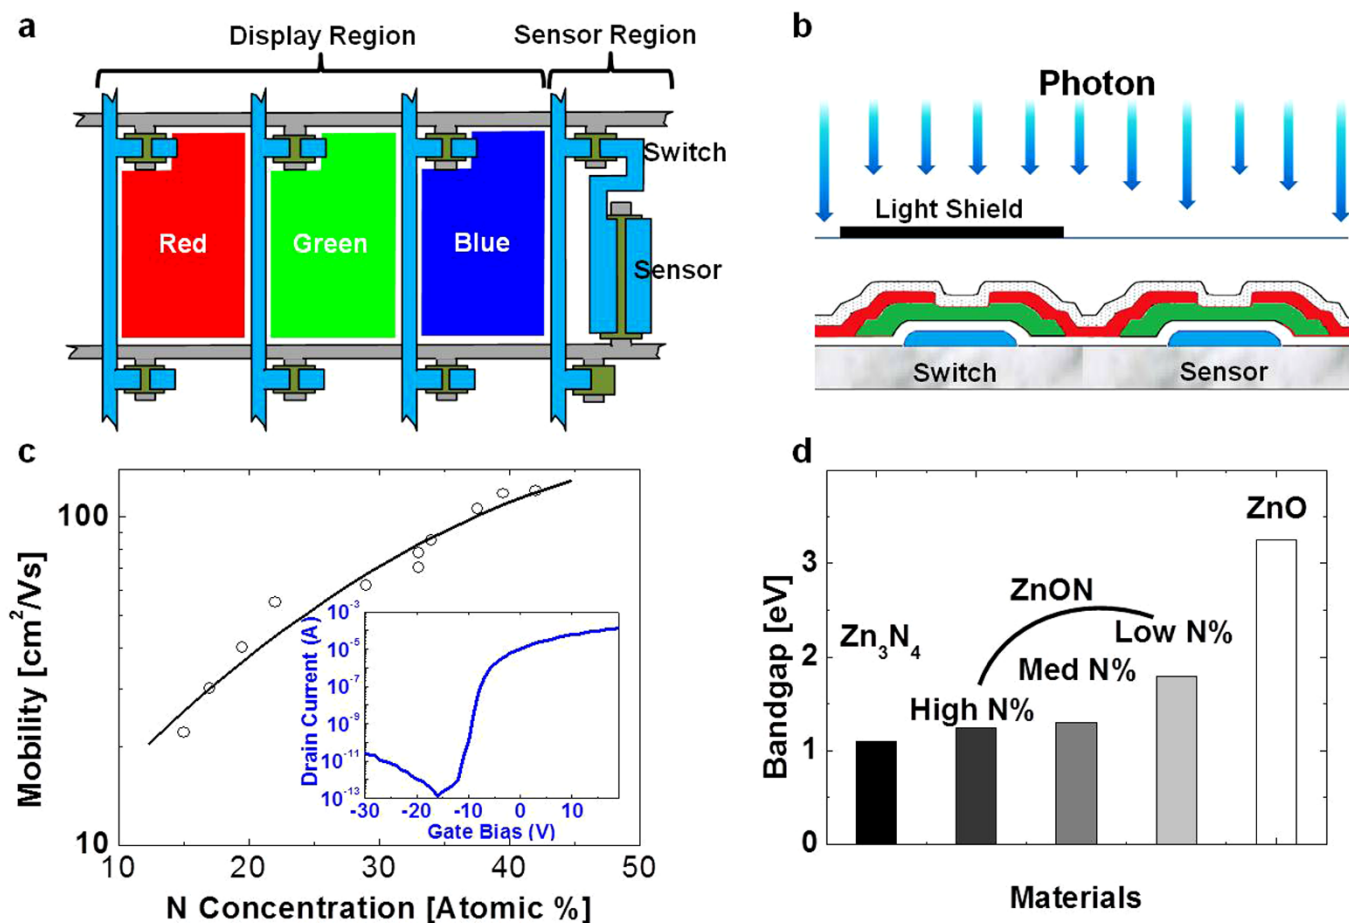 a
Display Region
Sensor Region
Switch
Red
Green
Blue
Sensor
b
Photon
Light Shield
Switch
Sensor
c
Mobility [cm²/Vs]
100
10
10
20
30
40
50
N Concentration [Atomic %]
Drain Current (A)
10⁻³
10⁻⁵
10⁻⁷
10⁻⁹
10⁻¹¹
10⁻¹³
-30
-20
-10
0
10
Gate Bias (V)
d
Bandgap [eV]
3
2
1
0
ZnO
ZnON
Zn₃N₄
Low N%
Med N%
High N%
Materials